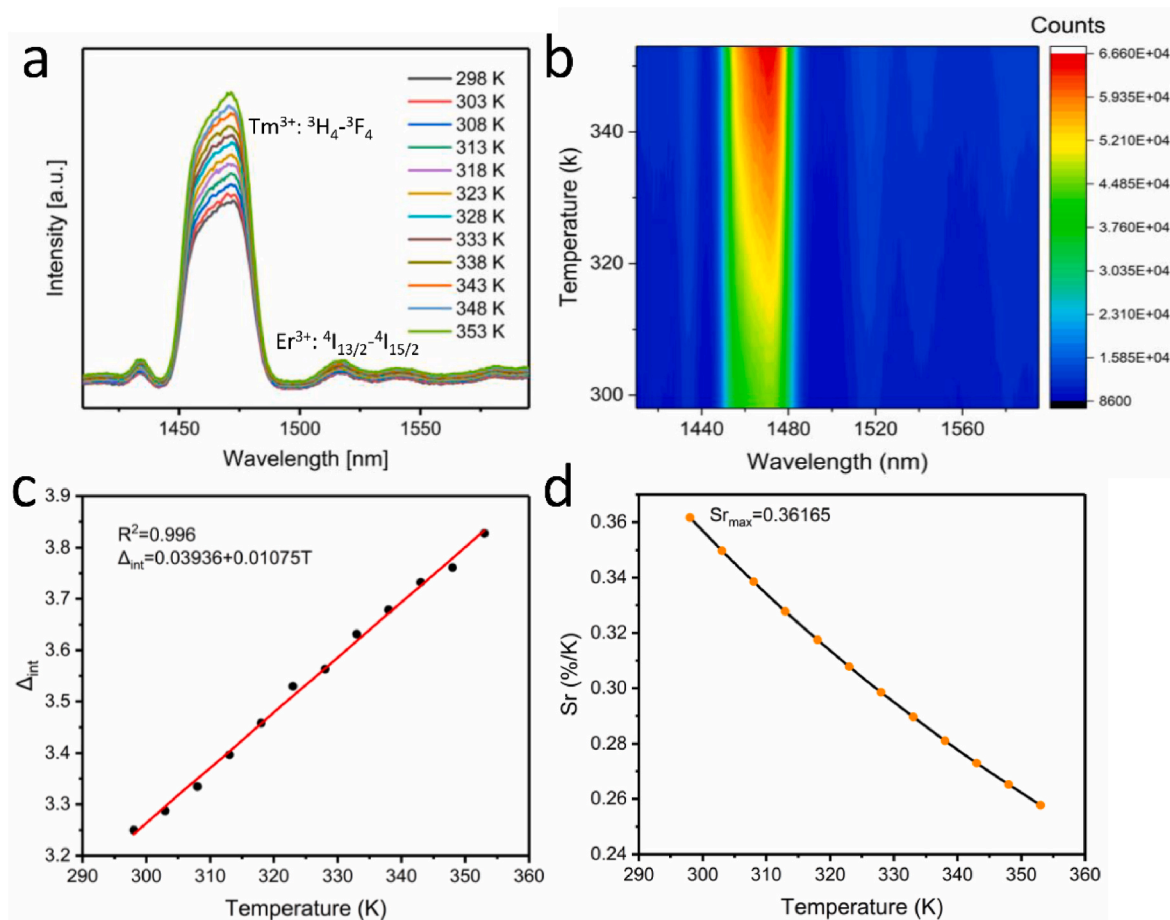 a
Tm³⁺: ³H₄-³F₄
Er³⁺: ⁴I₁₃/₂-⁴I₁₅/₂
298 K
303 K
308 K
313 K
318 K
323 K
328 K
333 K
338 K
343 K
348 K
353 K
Intensity [a.u.]
1450 1500 1550
Wavelength [nm]
b
Counts
6.660E+04
5.935E+04
5.210E+04
4.485E+04
3.760E+04
3.035E+04
2.310E+04
1.585E+04
8600
Temperature (k)
340
320
300
1440 1480 1520 1560
Wavelength (nm)
c
R²=0.996
Δint=0.03936+0.01075T
Δint
3.9
3.8
3.7
3.6
3.5
3.4
3.3
3.2
290 300 310 320 330 340 350 360
Temperature (K)
d
Srmax=0.36165
Sr (%/K)
0.36
0.34
0.32
0.30
0.28
0.26
0.24
290 300 310 320 330 340 350 360
Temperature (K)